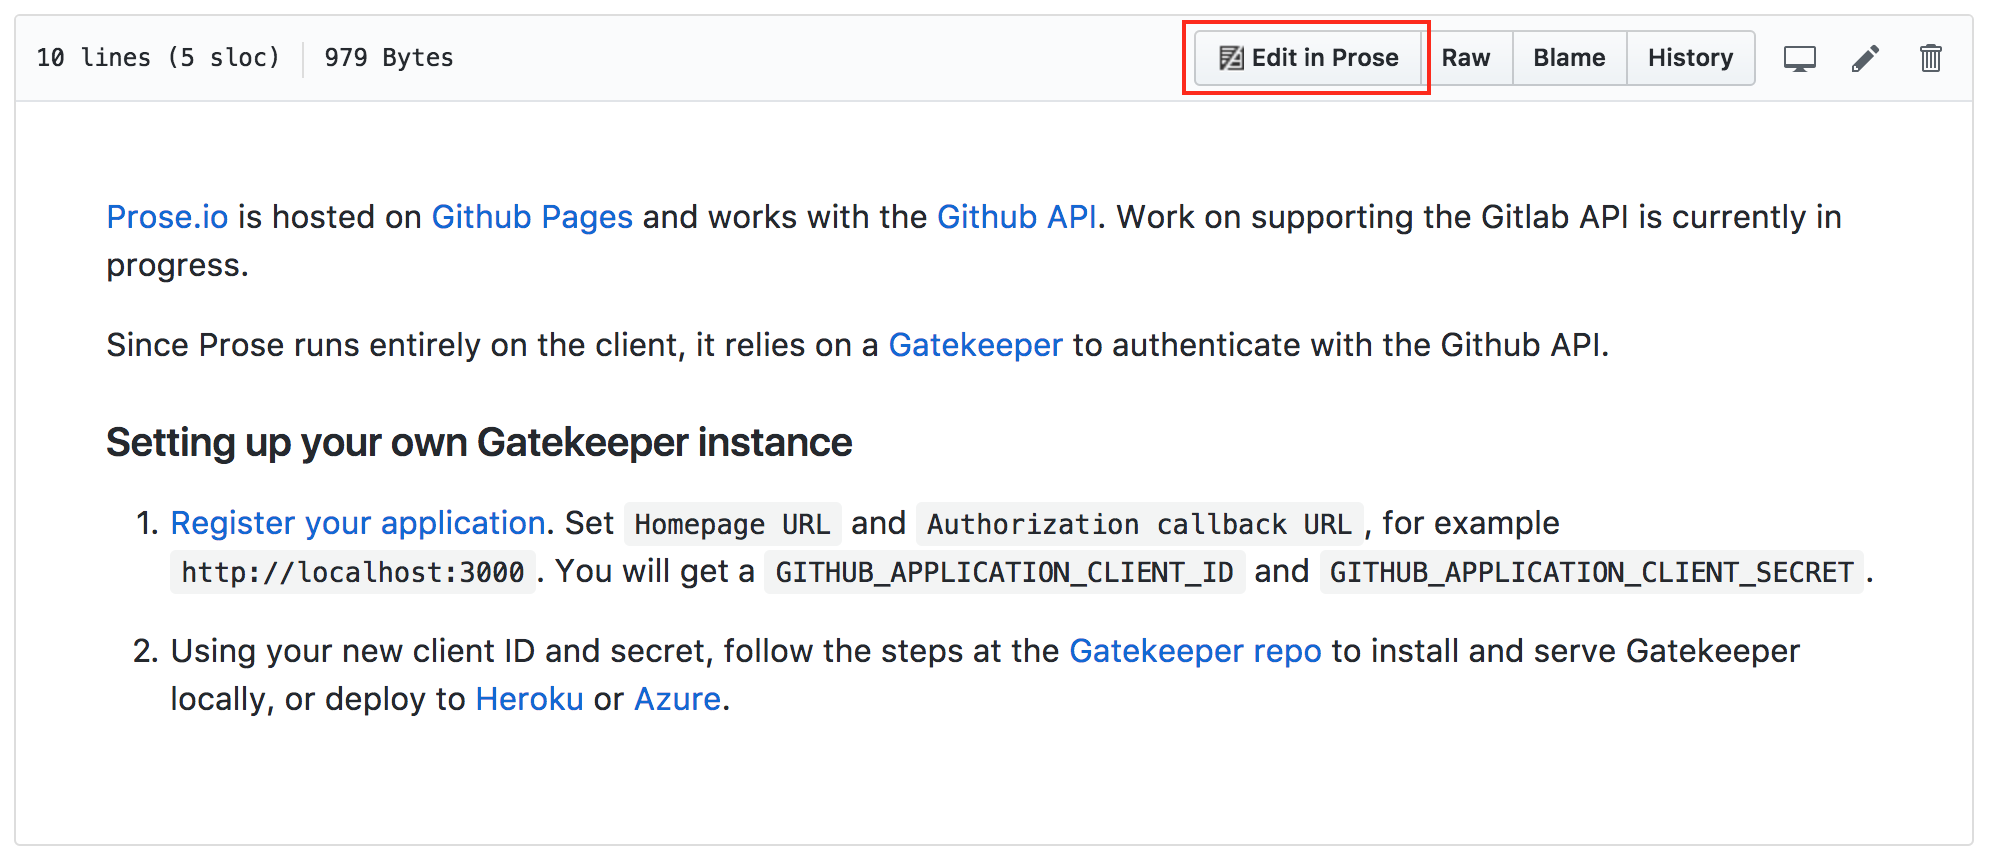 10 lines (5 sloc) 979 Bytes Edit in Prose Raw Blame History
Prose.io is hosted on Github Pages and works with the Github API. Work on supporting the Gitlab API is currently in
progress.
Since Prose runs entirely on the client, it relies on a Gatekeeper to authenticate with the Github API.
Setting up your own Gatekeeper instance
1. Register your application. Set Homepage URL and Authorization callback URL, for example
http://localhost:3000. You will get a GITHUB_APPLICATION_CLIENT_ID and GITHUB_APPLICATION_CLIENT_SECRET.
2. Using your new client ID and secret, follow the steps at the Gatekeeper repo to install and serve Gatekeeper
locally, or deploy to Heroku or Azure.